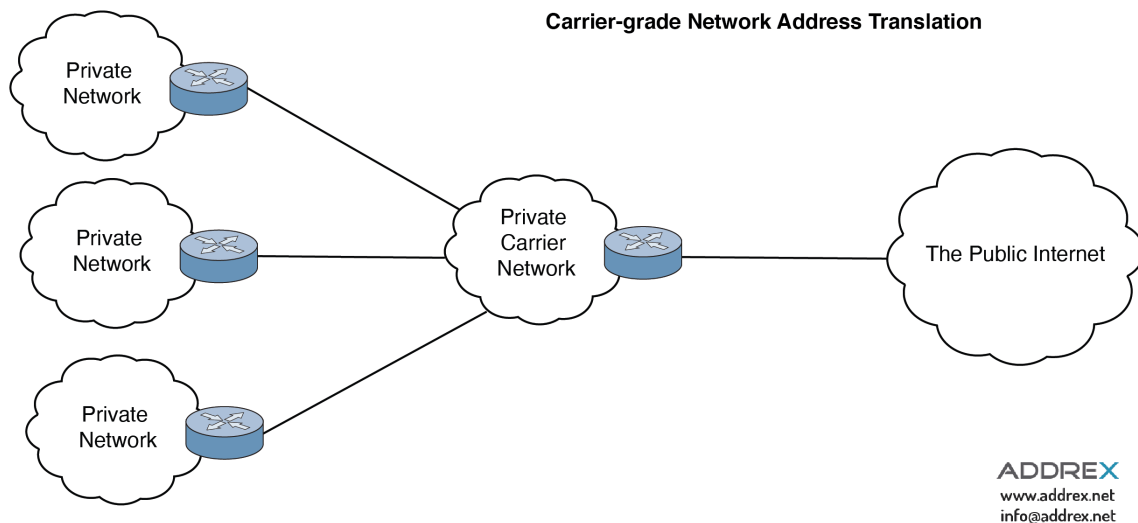 Carrier-grade Network Address Translation
Private
Network
Private
Network
Private
Network
Private
Carrier
Network
The Public Internet
ADDREX
www.addrex.net
info@addrex.net